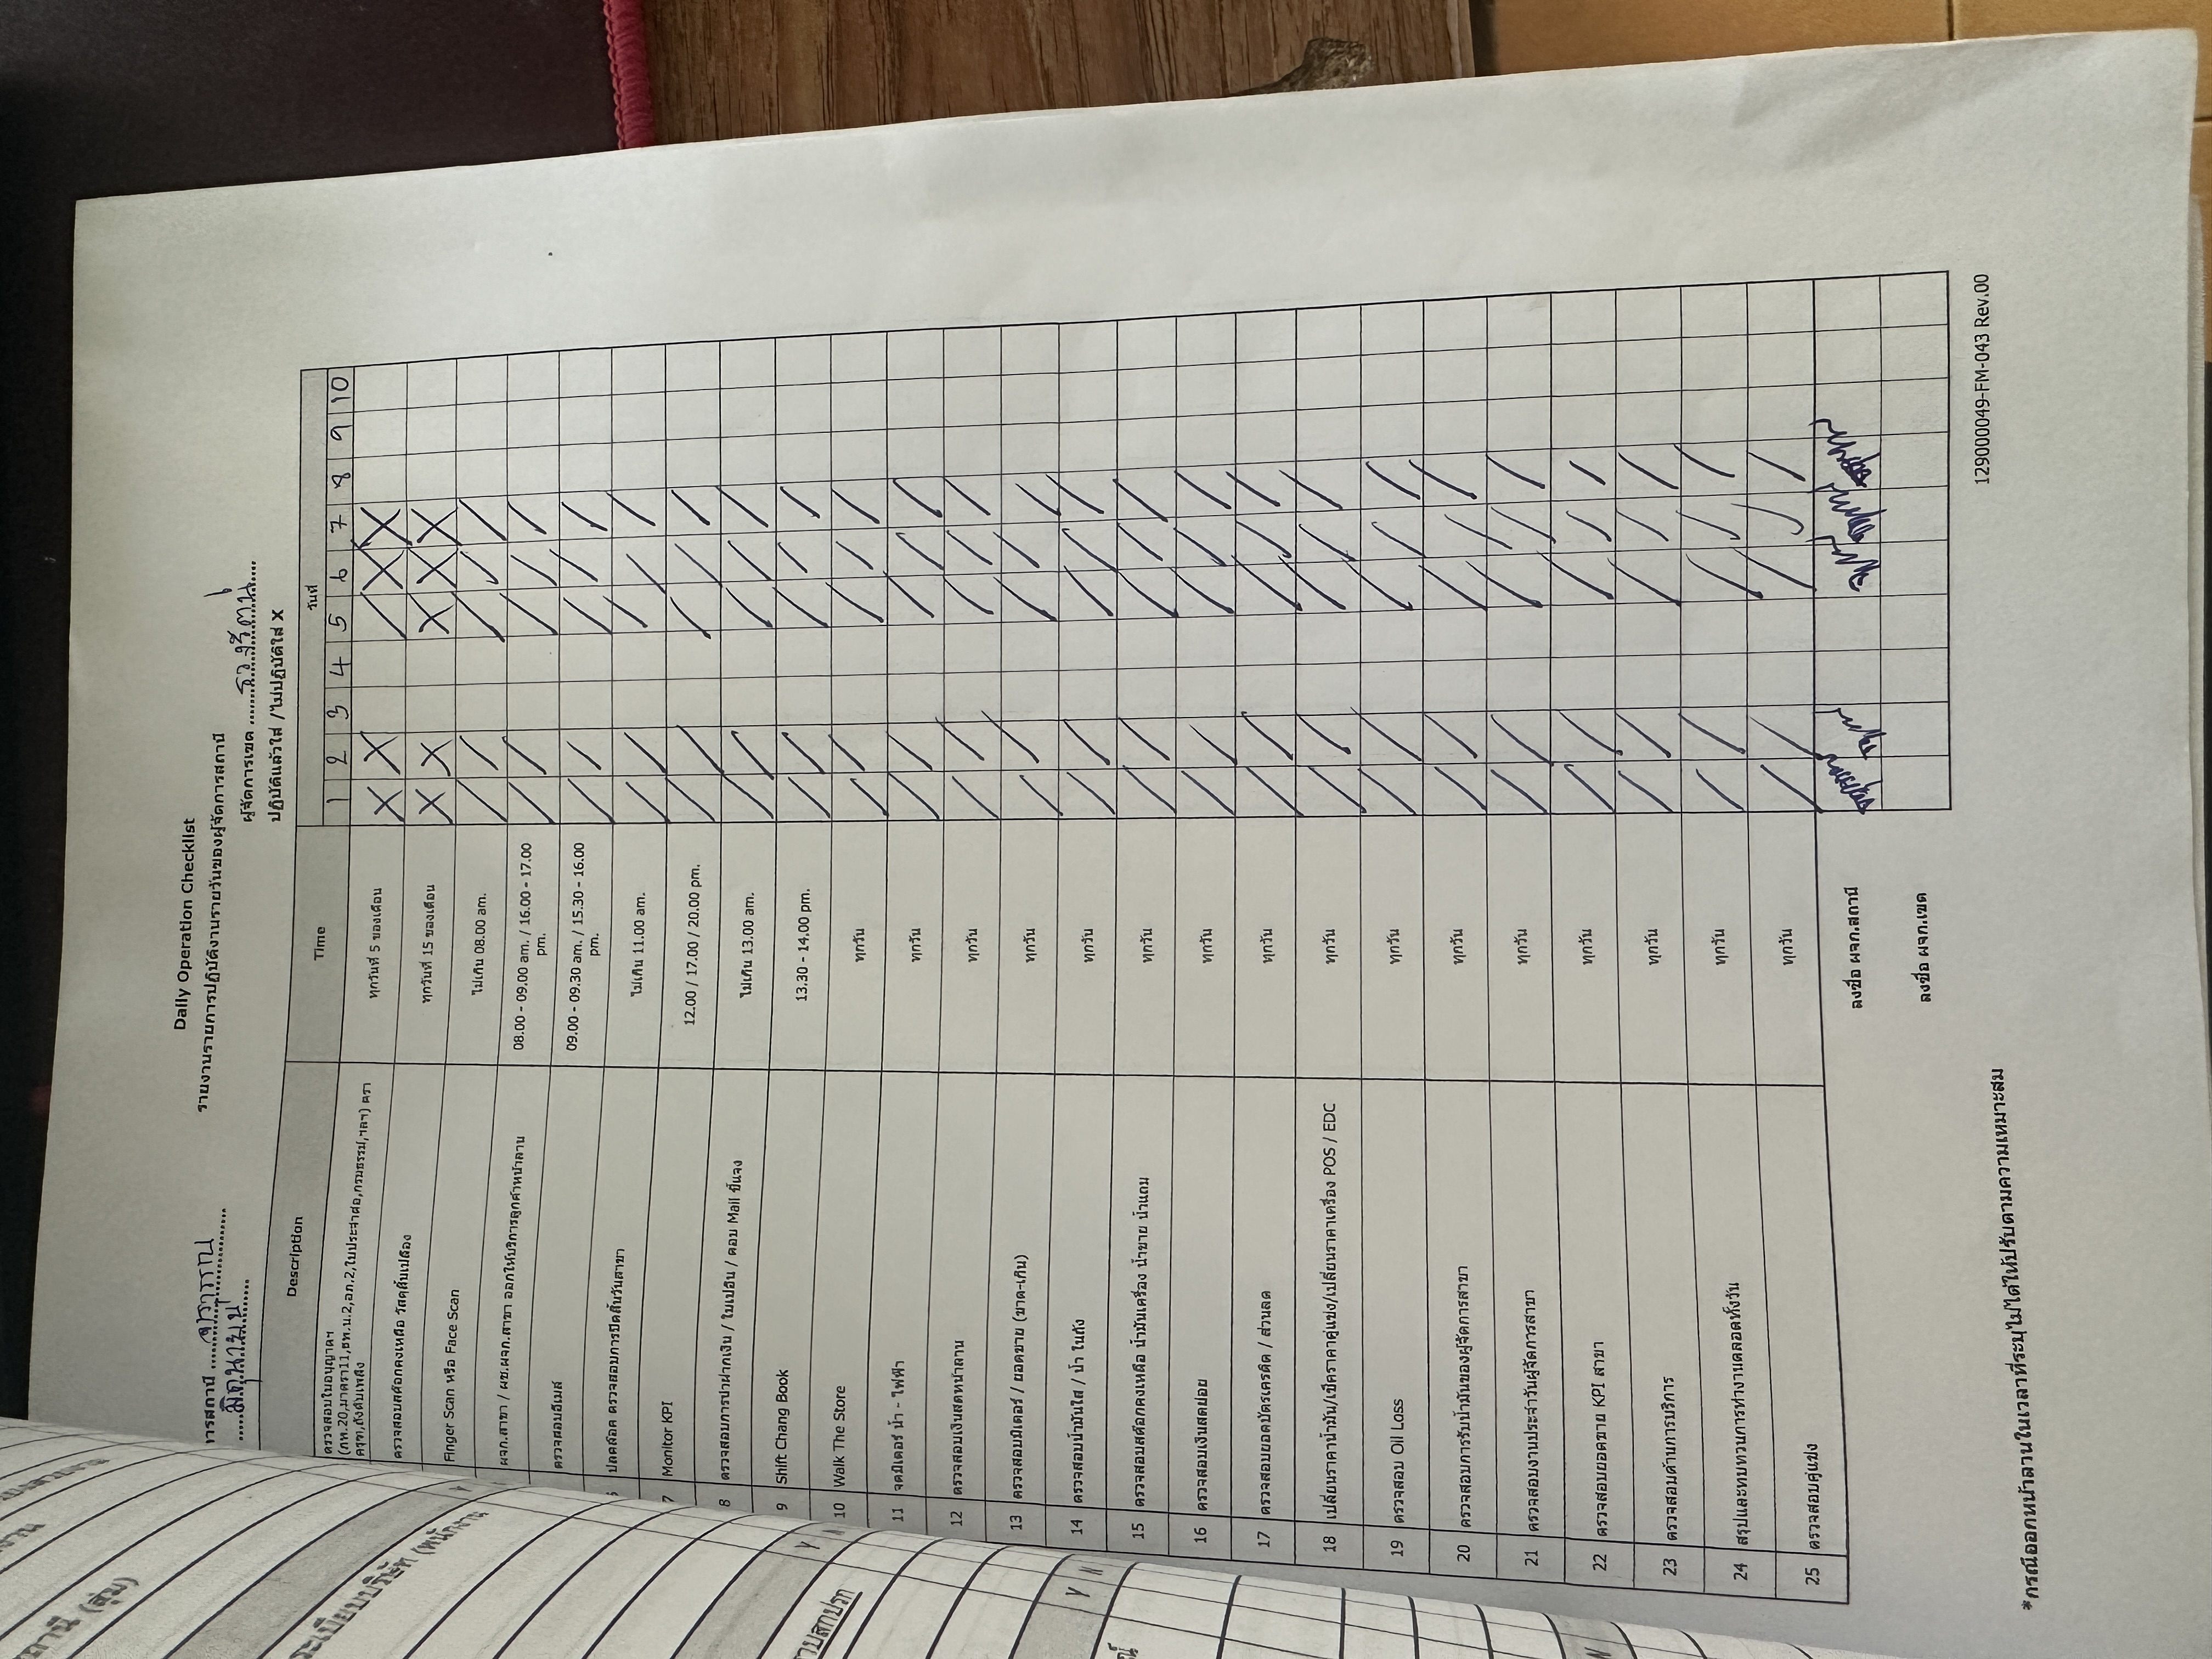 Daily Operation Checklist
รายงานรายการปฏิบัติงานรายวันของผู้จัดการสถานี
การสถานี
มิถุนายน
ผู้จัดการเขต
ปฏิบัติแล้วใส่ /ไม่ปฏิบัติใส่ X
Description Time วันที่
1 2 3 4 5 6 7 8 9 10
ตรวจสอบใบอนุญาตฯ
(ภพ.20,มาตรา11,ธพ.น.2,อภ.2,ใบประจำต่อ,กรมธรรม์,ฯลฯ) ตรา
ครุฑ,ถังดับเพลิง ทุกวันที่ 5 ของเดือน X X / X X
ตรวจสอบสต๊อกคงเหลือ วัสดุสิ้นเปลือง ทุกวันที่ 15 ของเดือน X X X X X
Finger Scan หรือ Face Scan ไม่เกิน 08.00 am. / / / / /
ผจก.สาขา / ผช.ผจก.สาขา ออกให้บริการลูกค้าหน้าลาน 08.00 - 09.00 am. / 16.00 - 17.00 pm. / / / / /
ตรวจสอบอีเมล์ 09.00 - 09.30 am. / 15.30 - 16.00 pm. / / / / /
6 ปลดล๊อค ตรวจสอบการปิดสิ้นวันสาขา ไม่เกิน 11.00 am. / / / / /
7 Monitor KPI 12.00 / 17.00 / 20.00 pm. / / / / /
8 ตรวจสอบการนำฝากเงิน / ใบเปอิน / ตอบ Mail ชี้แจง ไม่เกิน 13.00 am. / / / / /
9 Shift Chang Book 13.30 - 14.00 pm. / / / / /
10 Walk The Store ทุกวัน / / / / /
11 จดมิเตอร์ น้ำ - ไฟฟ้า ทุกวัน / / / / /
12 ตรวจสอบเงินสดหน้าลาน ทุกวัน / / / / /
13 ตรวจสอบมิเตอร์ / ยอดขาย (ขาด-เกิน) ทุกวัน / / / / /
14 ตรวจสอบน้ำมันใส / น้ำ ในถัง ทุกวัน / / / / /
15 ตรวจสอบสต๊อกคงเหลือ น้ำมันเครื่อง น้ำขาย น้ำแถม ทุกวัน / / / / /
16 ตรวจสอบเงินสดย่อย ทุกวัน / / / / /
17 ตรวจสอบยอดบัตรเครดิต / ส่วนลด ทุกวัน / / / / /
18 เปลี่ยนราคาน้ำมัน/เช็คราคาคู่แข่ง/เปลี่ยนราคาเครื่อง POS / EDC ทุกวัน / / / / /
19 ตรวจสอบ Oil Loss ทุกวัน / / / / /
20 ตรวจสอบการรับน้ำมันของผู้จัดการสาขา ทุกวัน / / / / /
21 ตรวจสอบงานประจำวันผู้จัดการสาขา ทุกวัน / / / / /
22 ตรวจสอบยอดขาย KPI สาขา ทุกวัน / / / / /
23 ตรวจสอบด้านการบริการ ทุกวัน / / / / /
24 สรุปและทบทวนการทำงานตลอดทั้งวัน ทุกวัน / / / / /
25 ตรวจสอบคู่แข่ง ทุกวัน / / / / /
ลงชื่อ ผจก.สถานี
ลงชื่อ ผจก.เขต
129000049-FM-043 Rev.00
*กรณีออกหน้าลานในเวลาที่ระบุไม่ได้ให้ปรับตามความเหมาะสม